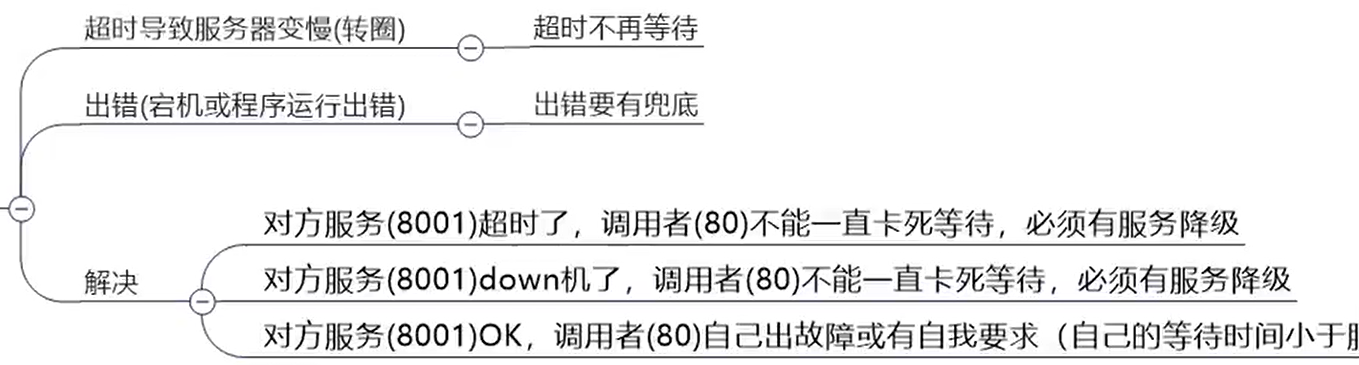 超时导致服务器变慢(转圈)
超时不再等待
出错(宕机或程序运行出错)
出错要有兜底
对方服务(8001)超时了，调用者(80)不能一直卡死等待，必须有服务降级
解决
对方服务(8001)down机了，调用者(80)不能一直卡死等待，必须有服务降级
对方服务(8001)OK，调用者(80)自己出故障或有自我要求（自己的等待时间小于